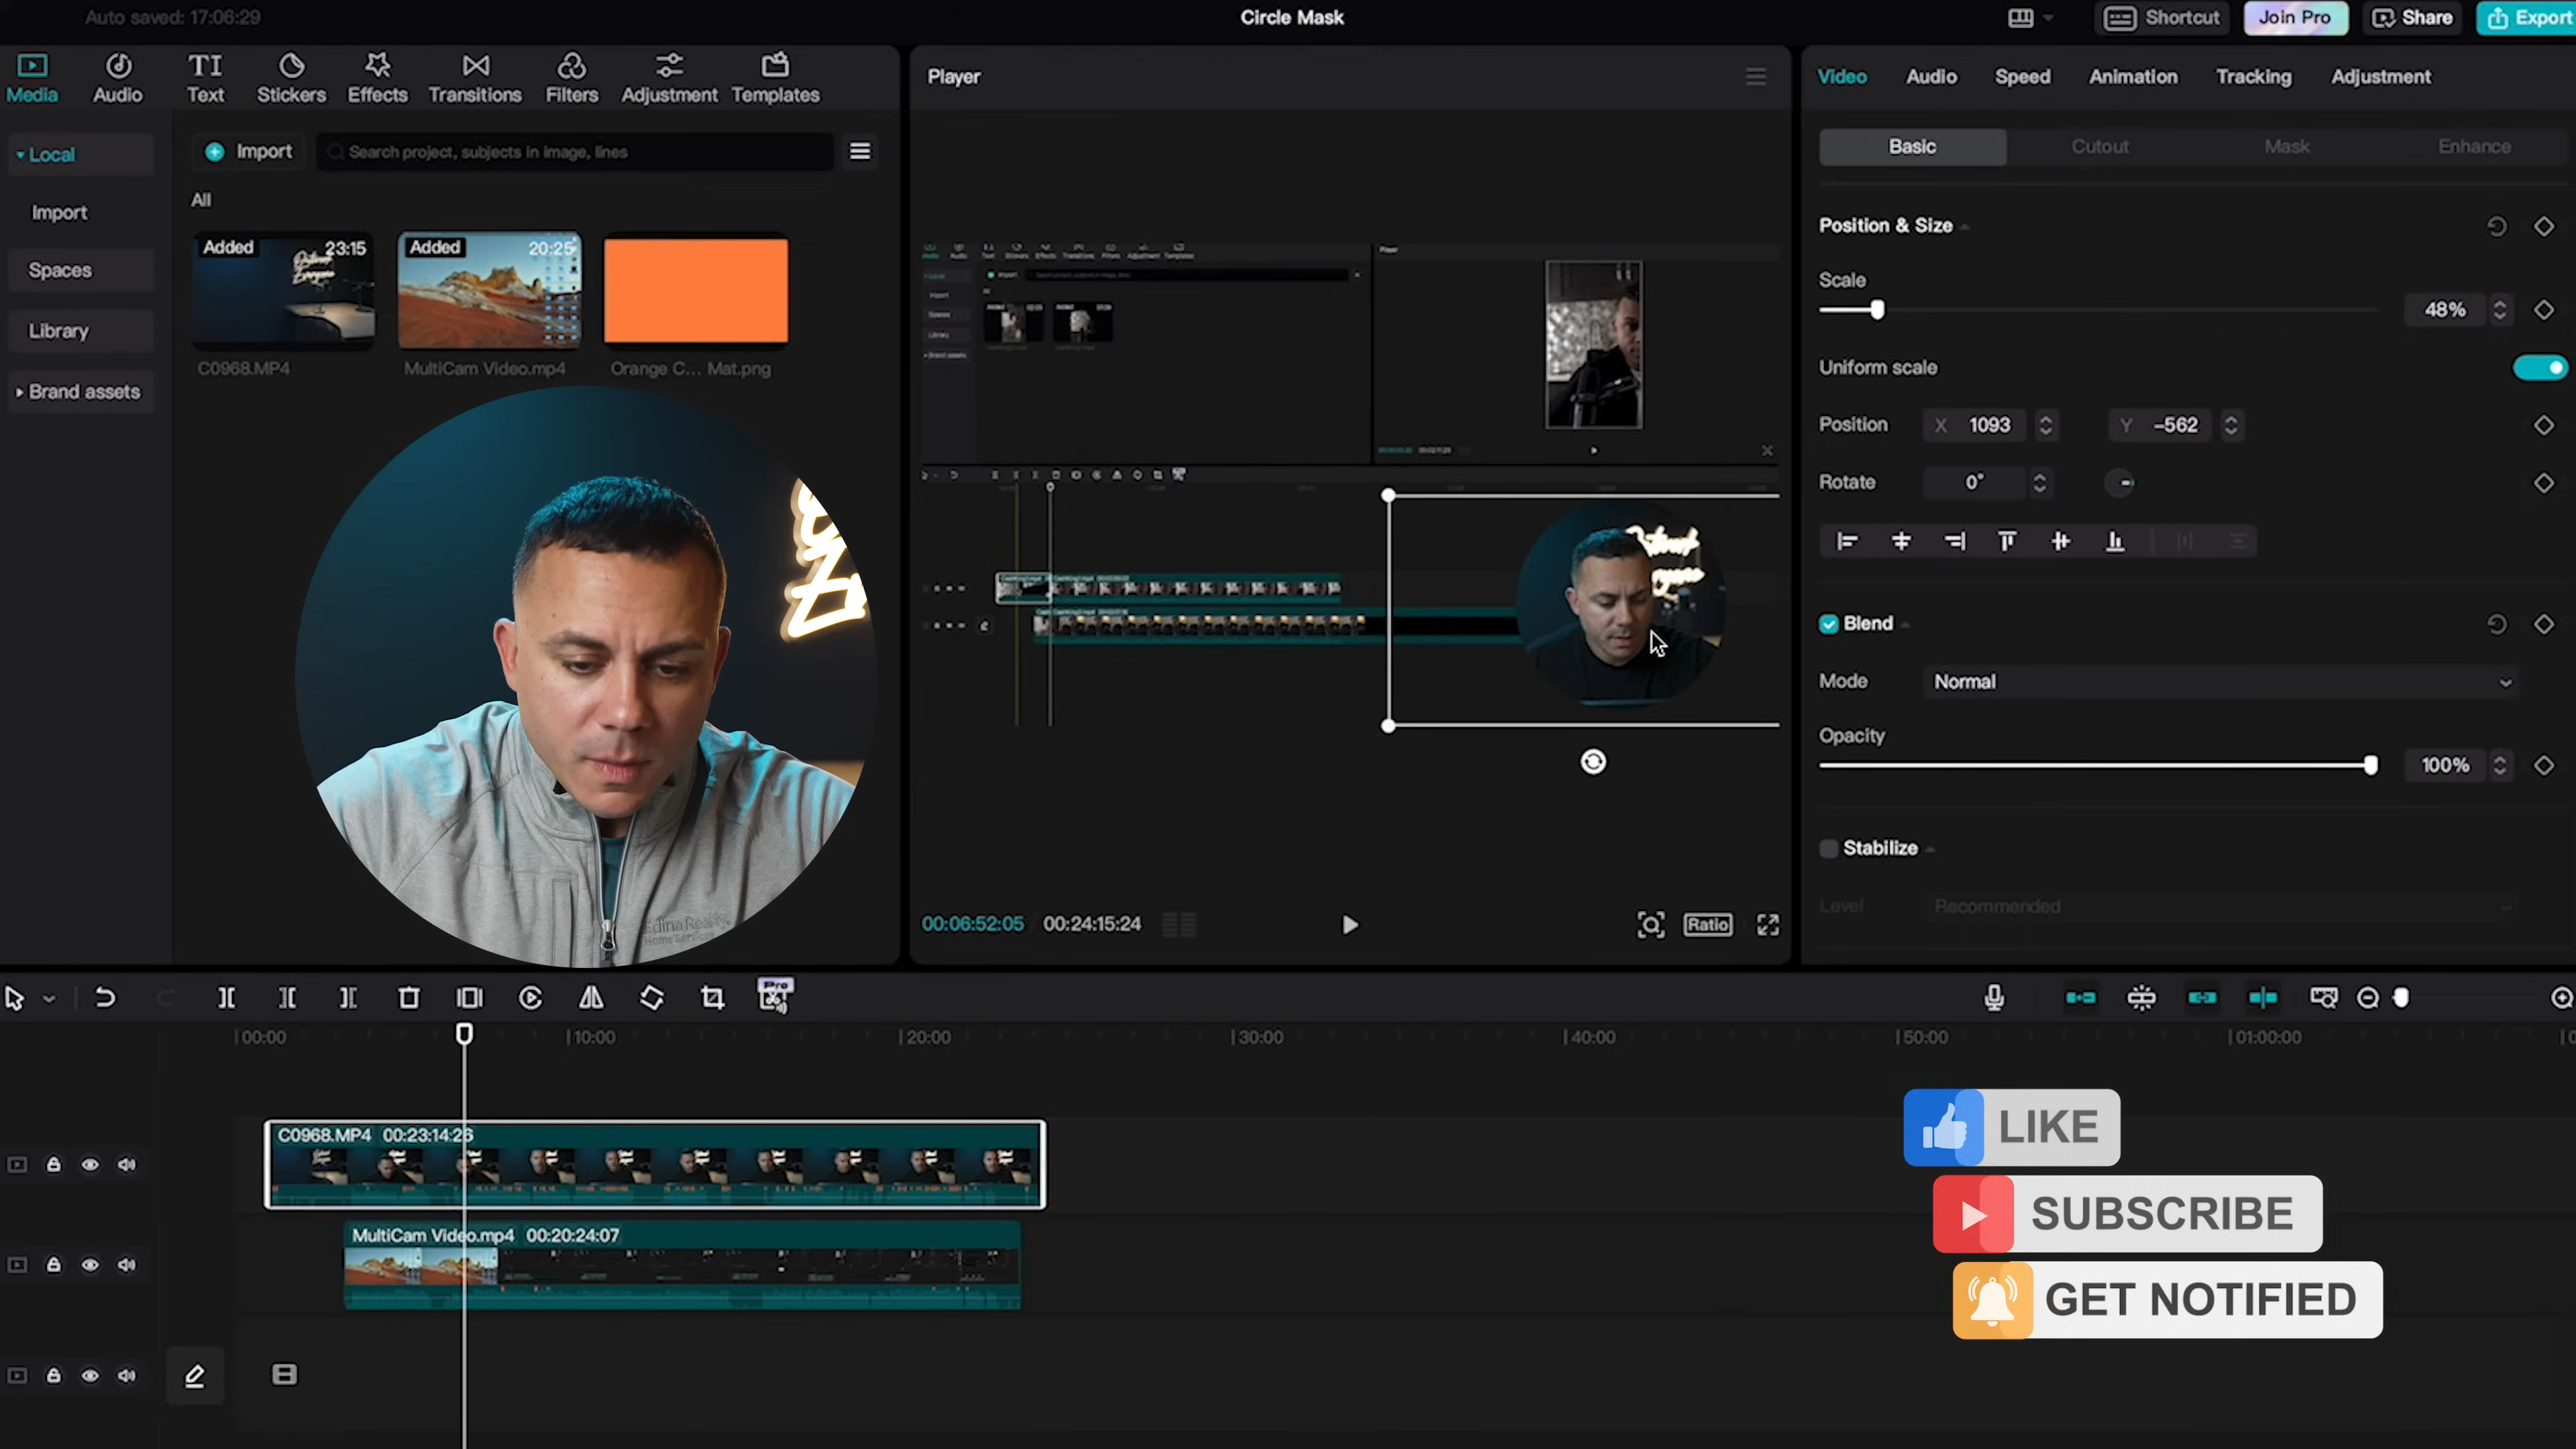 Auto saved: 17:06:29
Circle Mask
Shortcut
Join Pro
Share
Export
Media
Audio
Text
Stickers
Effects
Transitions
Filters
Adjustment
Templates
Player
Video
Audio
Speed
Animation
Tracking
Adjustment
Local
Import
Search project, subjects in image, lines
Basic
Cutout
Mask
Enhance
All
Import
Spaces
Library
Brand assets
Added
23:15
Added
20:25
C0968.MP4
MultiCam Video.mp4
Orange C... Mat.png
Position & Size
Scale
48%
Uniform scale
Position
X 1093
Y -562
Rotate
0°
Blend
Mode
Normal
Opacity
100%
Stabilize
Level
Recommended
Edina Realty
Home Services
00:06:52:05
00:24:15:24
Ratio
Pro
00:00
10:00
20:00
30:00
40:00
50:00
01:00:00
C0968.MP4 00:23:14:26
MultiCam Video.mp4 00:20:24:07
LIKE
SUBSCRIBE
GET NOTIFIED